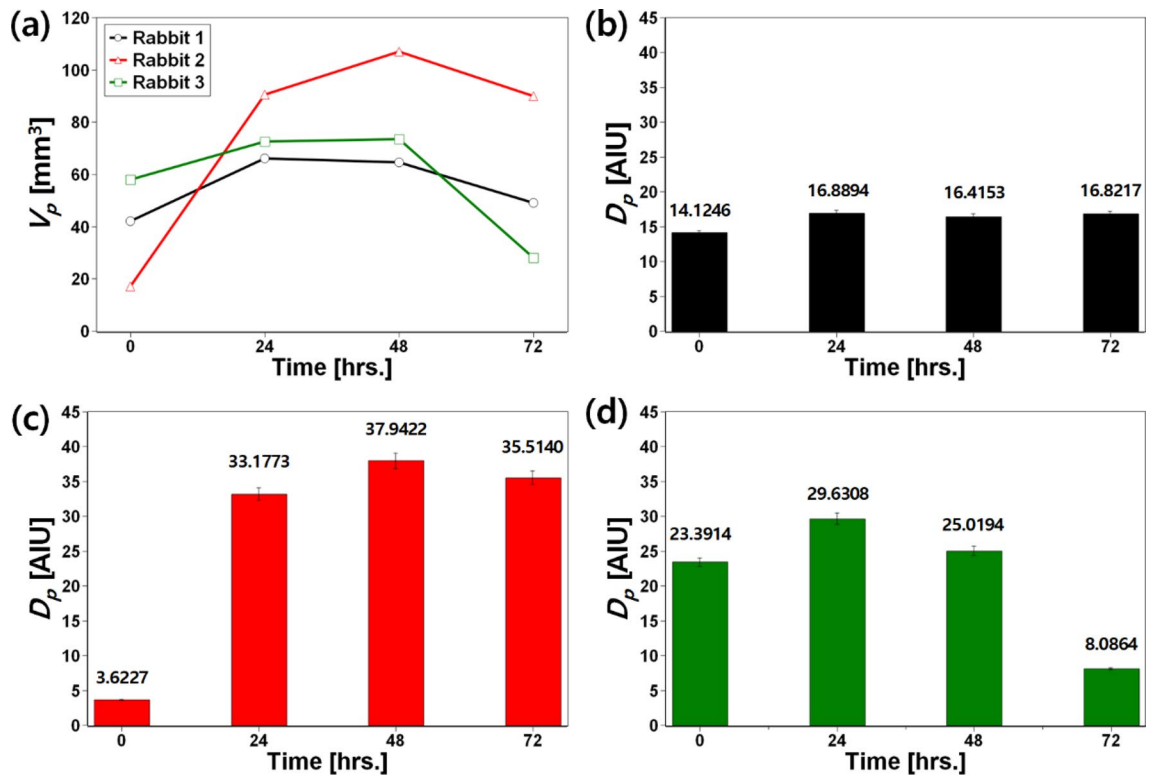 (a)
120
100
80
60
40
20
0
Vp [mm³]
Rabbit 1
Rabbit 2
Rabbit 3
0 24 48 72
Time [hrs.]
(b)
45
40
35
30
25
20
15
10
5
0
Dp [AIU]
14.1246 16.8894 16.4153 16.8217
0 24 48 72
Time [hrs.]
(c)
45
40
35
30
25
20
15
10
5
0
Dp [AIU]
3.6227 33.1773 37.9422 35.5140
0 24 48 72
Time [hrs.]
(d)
45
40
35
30
25
20
15
10
5
0
Dp [AIU]
23.3914 29.6308 25.0194 8.0864
0 24 48 72
Time [hrs.]